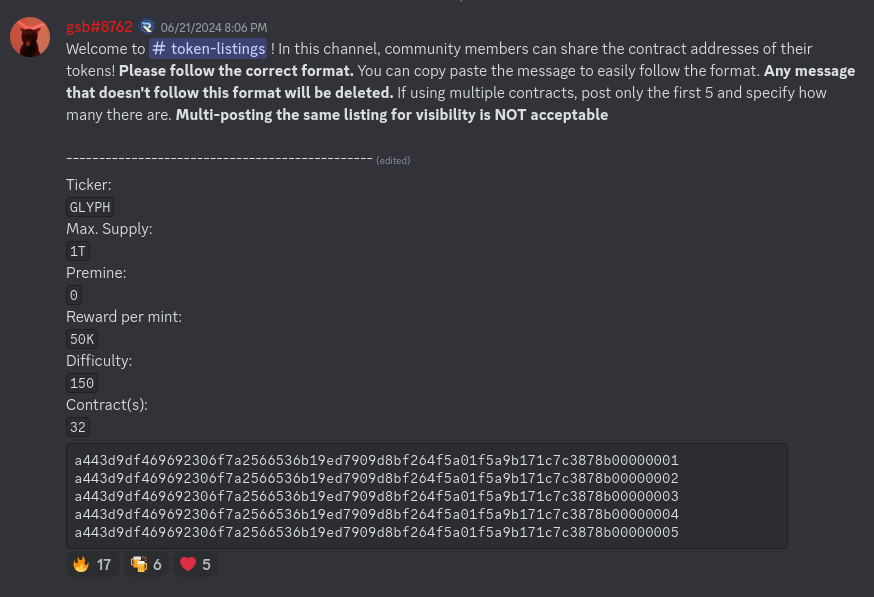 gsb#8762 06/21/2024 8:06 PM
Welcome to # token-listings ! In this channel, community members can share the contract addresses of their
tokens! Please follow the correct format. You can copy paste the message to easily follow the format. Any message
that doesn't follow this format will be deleted. If using multiple contracts, post only the first 5 and specify how
many there are. Multi-posting the same listing for visibility is NOT acceptable
----------------------------------------------- (edited)
Ticker:
GLYPH
Max. Supply:
1T
Premine:
0
Reward per mint:
50K
Difficulty:
150
Contract(s):
32
a443d9df469692306f7a2566536b19ed7909d8bf264f5a01f5a9b171c7c3878b00000001
a443d9df469692306f7a2566536b19ed7909d8bf264f5a01f5a9b171c7c3878b00000002
a443d9df469692306f7a2566536b19ed7909d8bf264f5a01f5a9b171c7c3878b00000003
a443d9df469692306f7a2566536b19ed7909d8bf264f5a01f5a9b171c7c3878b00000004
a443d9df469692306f7a2566536b19ed7909d8bf264f5a01f5a9b171c7c3878b00000005
17 6 5